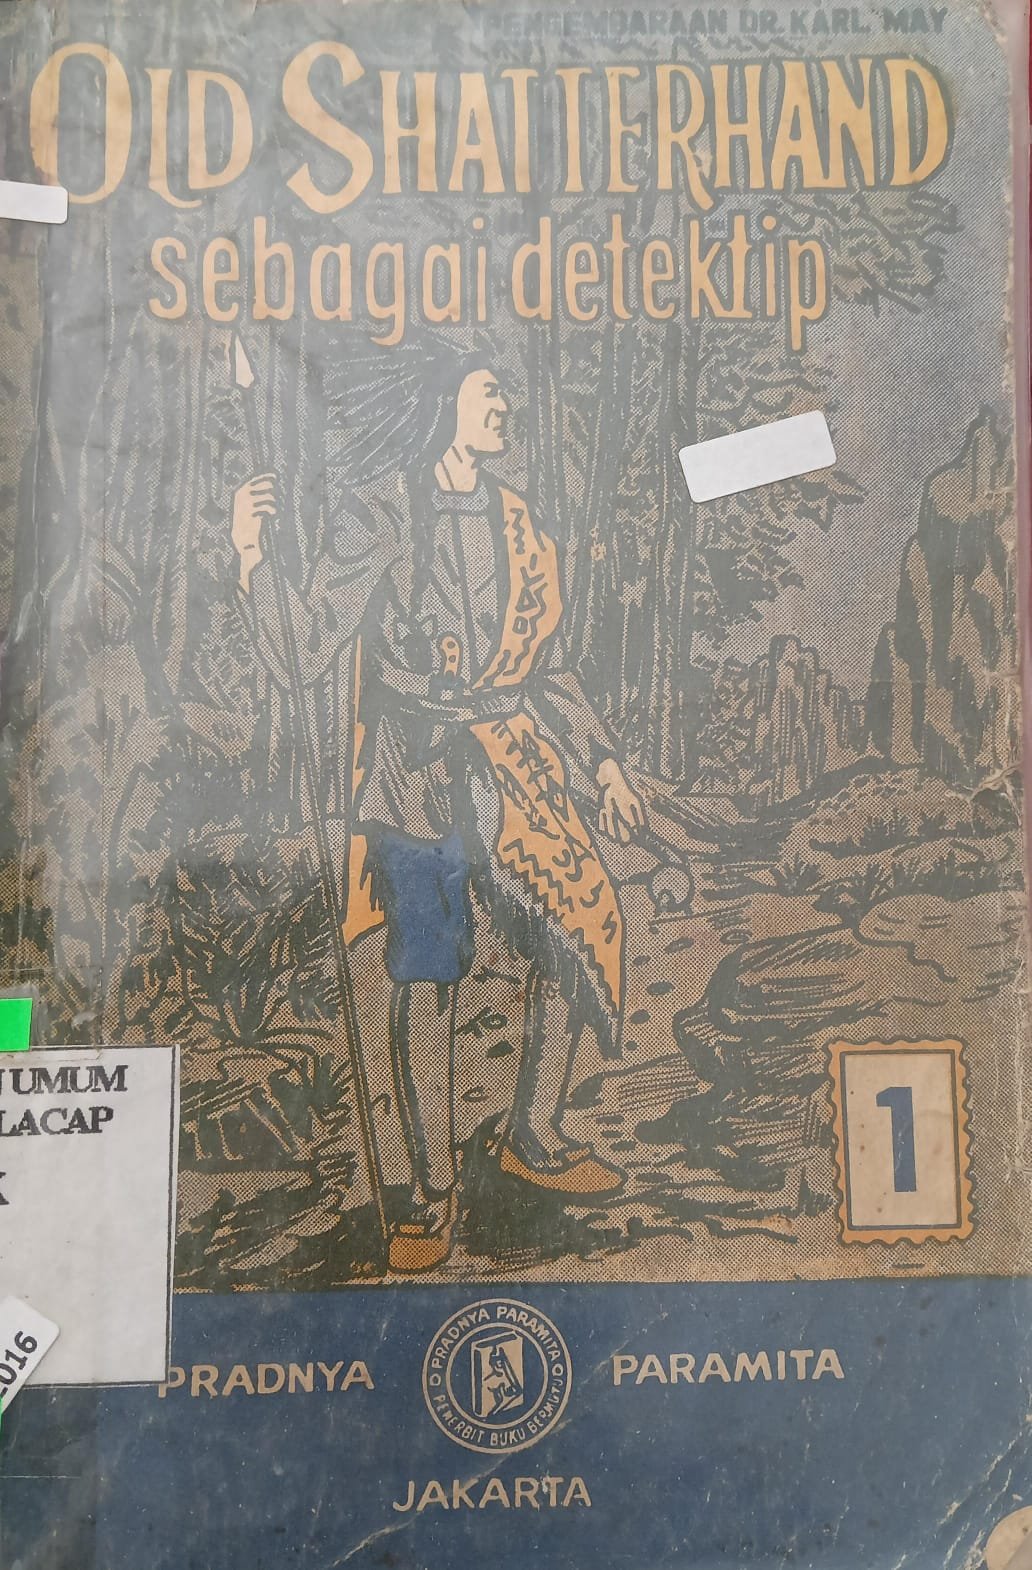 PENGEMBARAAN DR. KARL MAY
OLD SHATTERHAND
sebagai detektip
1
UMUM
LACAP
K
016
PRADNYA PARAMITA
PENERBIT BUKU BERMUTU
PRADNYA PARAMITA
JAKARTA